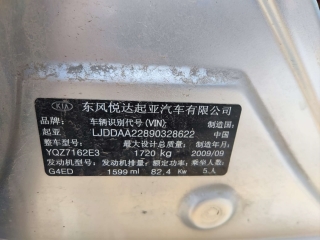 KIA 东风悦达起亚汽车有限公司
品牌: 车辆识别代号(VIN): 制造国:
起亚 LJDDAA22890328622 中国
整车型号: 最大设计总质量: 制造年月:
YQZ7162E3 1720 kg 2009/09
发动机型号: 发动机排量: 额定功率: 乘坐人数:
G4ED 1599 ml 82.4 Kw 5人